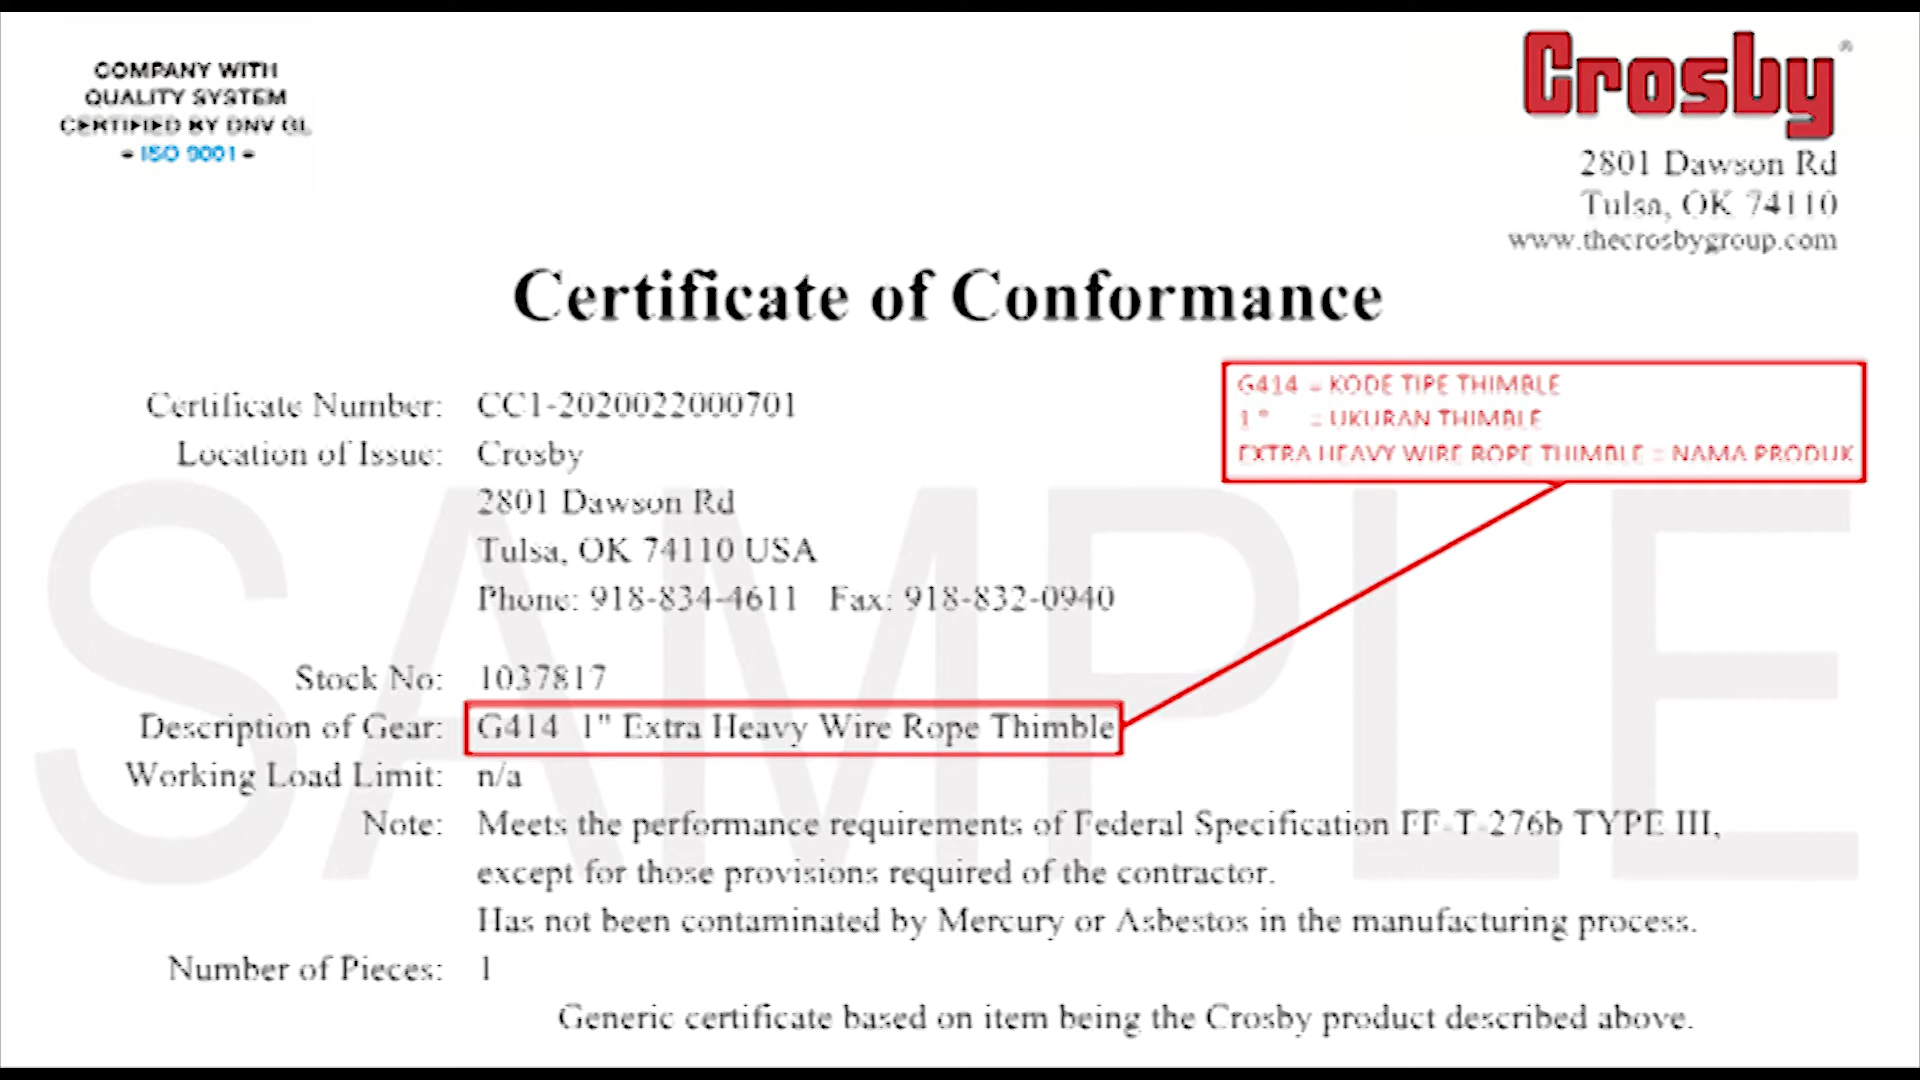 COMPANY WITH
QUALITY SYSTEM
CERTIFIED BY DNV GL
- ISO 9001 -
Crosby®
2801 Dawson Rd
Tulsa, OK 74110
www.thecrosbygroup.com
Certificate of Conformance
G414 = KODE TIPE THIMBLE
1" = UKURAN THIMBLE
EXTRA HEAVY WIRE ROPE THIMBLE = NAMA PRODUK
Certificate Number: CC1-2020022000701
Location of Issue: Crosby
2801 Dawson Rd
Tulsa, OK 74110 USA
Phone: 918-834-4611 Fax: 918-832-0940
Stock No: 1037817
Description of Gear: G414 1" Extra Heavy Wire Rope Thimble
Working Load Limit: n/a
Note: Meets the performance requirements of Federal Specification FF-T-276b TYPE III,
except for those provisions required of the contractor.
Has not been contaminated by Mercury or Asbestos in the manufacturing process.
Number of Pieces: 1
Generic certificate based on item being the Crosby product described above.
SAMPLE